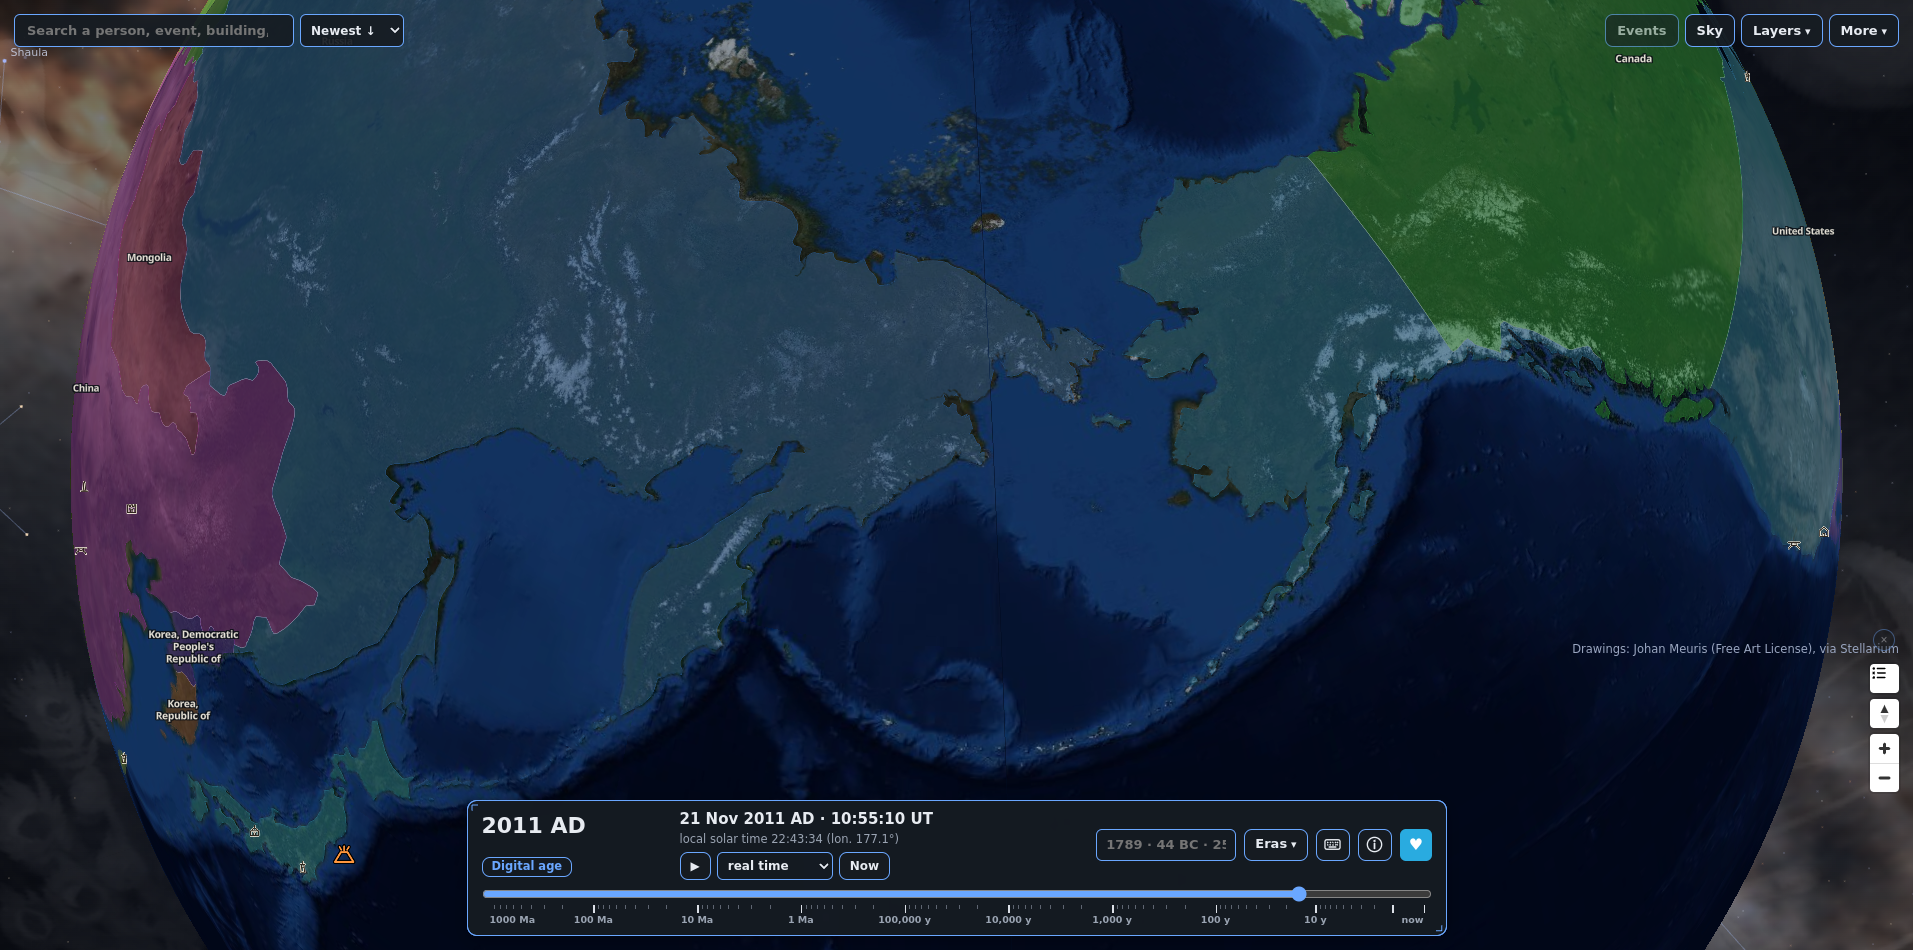 Search a person, event, building,
Newest ↓
Events
Sky
Layers ▾
More ▾
Shaula
Canada
United States
Mongolia
China
Korea, Democratic
People's
Republic of
Korea,
Republic of
Drawings: Johan Meuris (Free Art License), via Stellarium
2011 AD
Digital age
21 Nov 2011 AD · 10:55:10 UT
local solar time 22:43:34 (lon. 177.1°)
real time
Now
1789 · 44 BC · 25
Eras ▾
1000 Ma
100 Ma
10 Ma
1 Ma
100,000 y
10,000 y
1,000 y
100 y
10 y
now